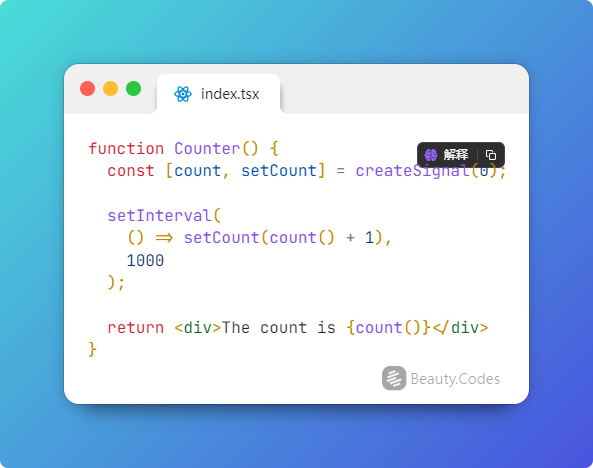 index.tsx
function Counter() {
解释
const [count, setCount] = createSignal(0);
setInterval(
() => setCount(count() + 1),
1000
);
return <div>The count is {count()}</div>
}
Beauty.Codes